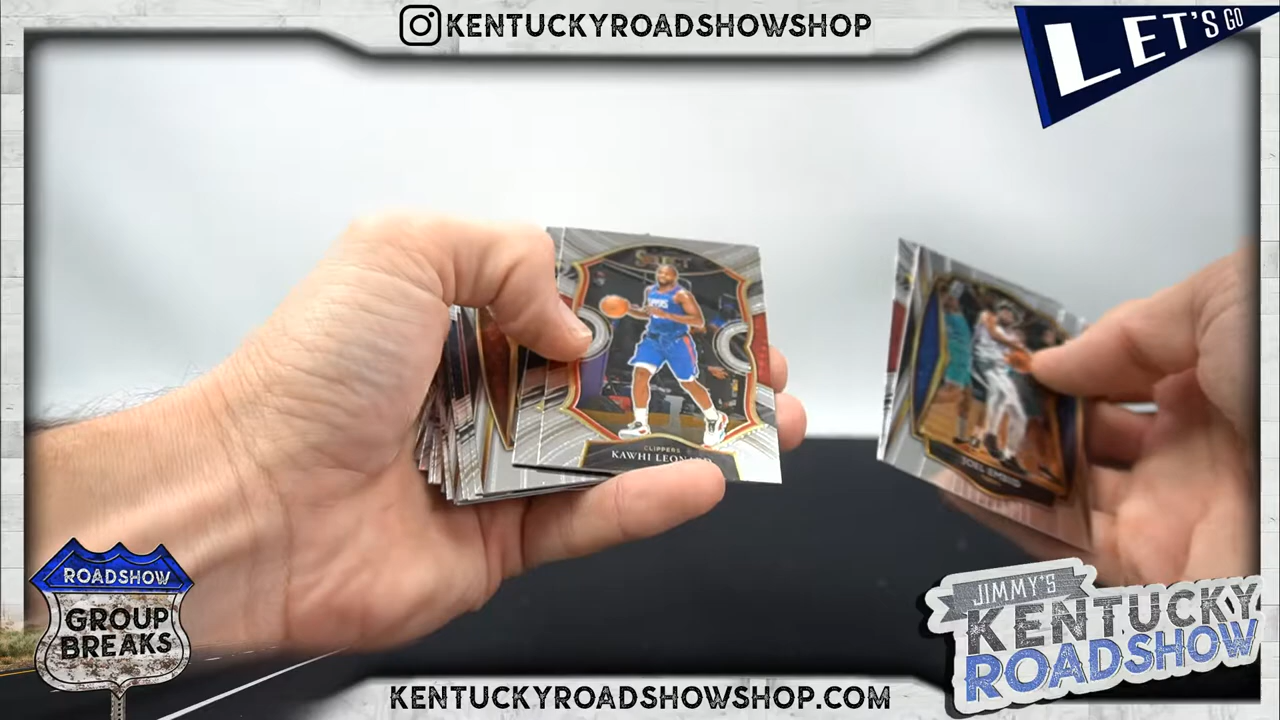 KENTUCKYROADSHOWSHOP
LET'S GO
SELECT
CLIPPERS
KAWHI LEONARD
JOEL EMBIID
ROADSHOW
GROUP
BREAKS
JIMMY'S
KENTUCKY
ROADSHOW
KENTUCKYROADSHOWSHOP.COM